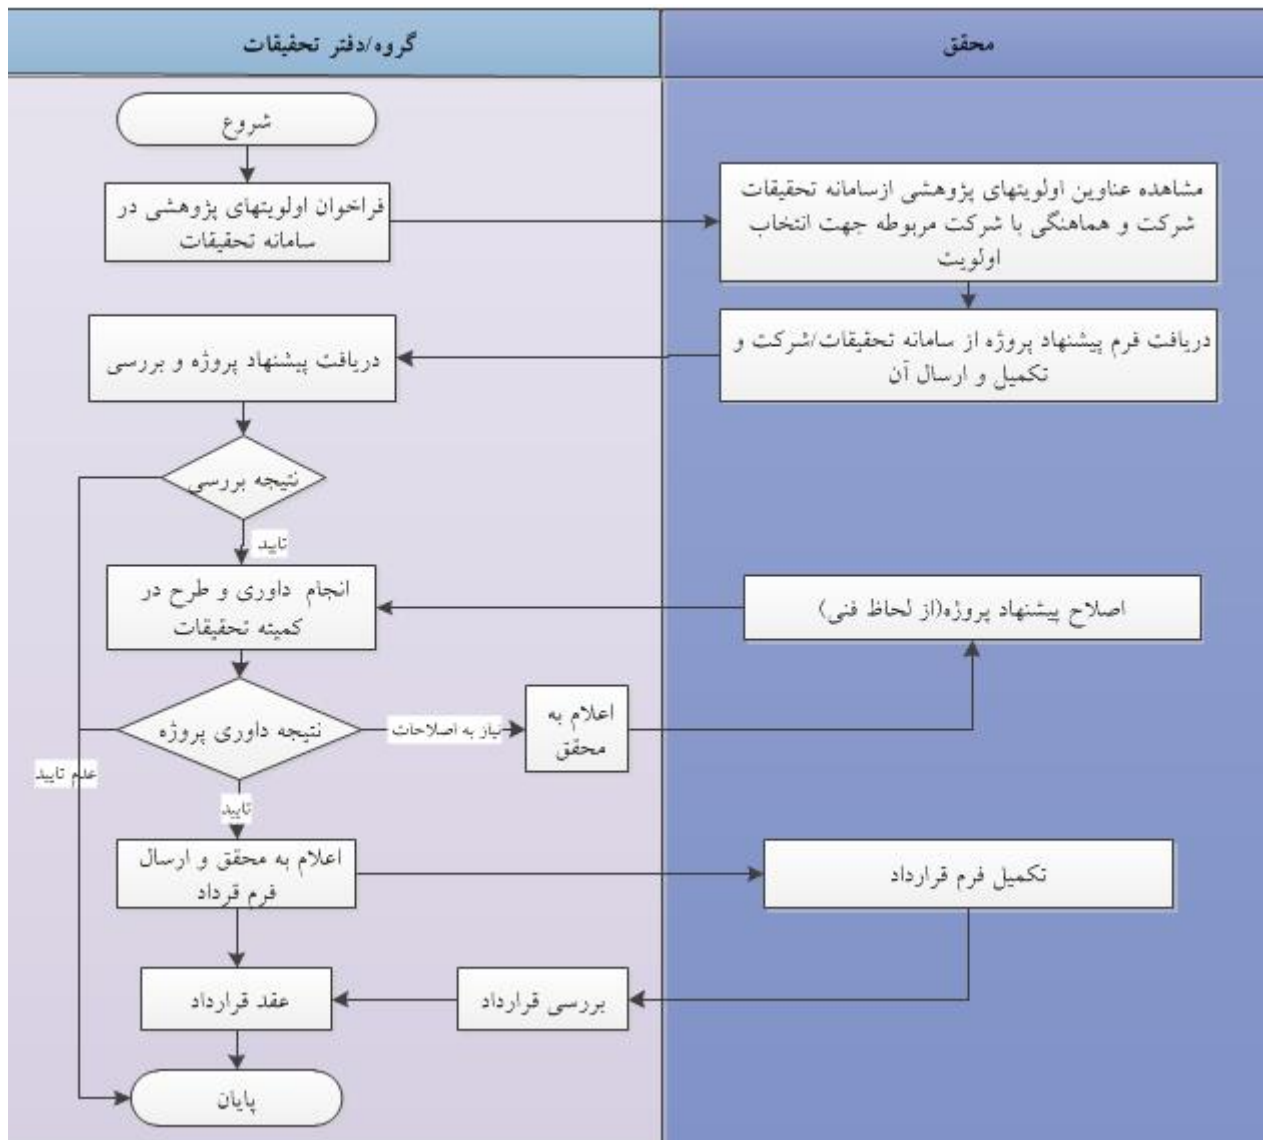 محقق
گروه/دفتر تحقیقات
شروع
فراخوان اولویتهای پژوهشی در
سامانه تحقیقات
مشاهده عناوین اولویتهای پژوهشی ازسامانه تحقیقات
شرکت و هماهنگی با شرکت مربوطه جهت انتخاب
اولویت
دریافت فرم پیشنهاد پروژه از سامانه تحقیقات/شرکت و
تکمیل و ارسال آن
دریافت پیشنهاد پروژه و بررسی
نتیجه بررسی
تایید
انجام داوری و طرح در
کمیته تحقیقات
اصلاح پیشنهاد پروژه(از لحاظ فنی)
نتیجه داوری پروژه
نیاز به اصلاحات
اعلام به
محقق
عدم تایید
تایید
اعلام به محقق و ارسال
فرم قرداد
تکمیل فرم قرارداد
بررسی قرارداد
عقد قرارداد
پایان